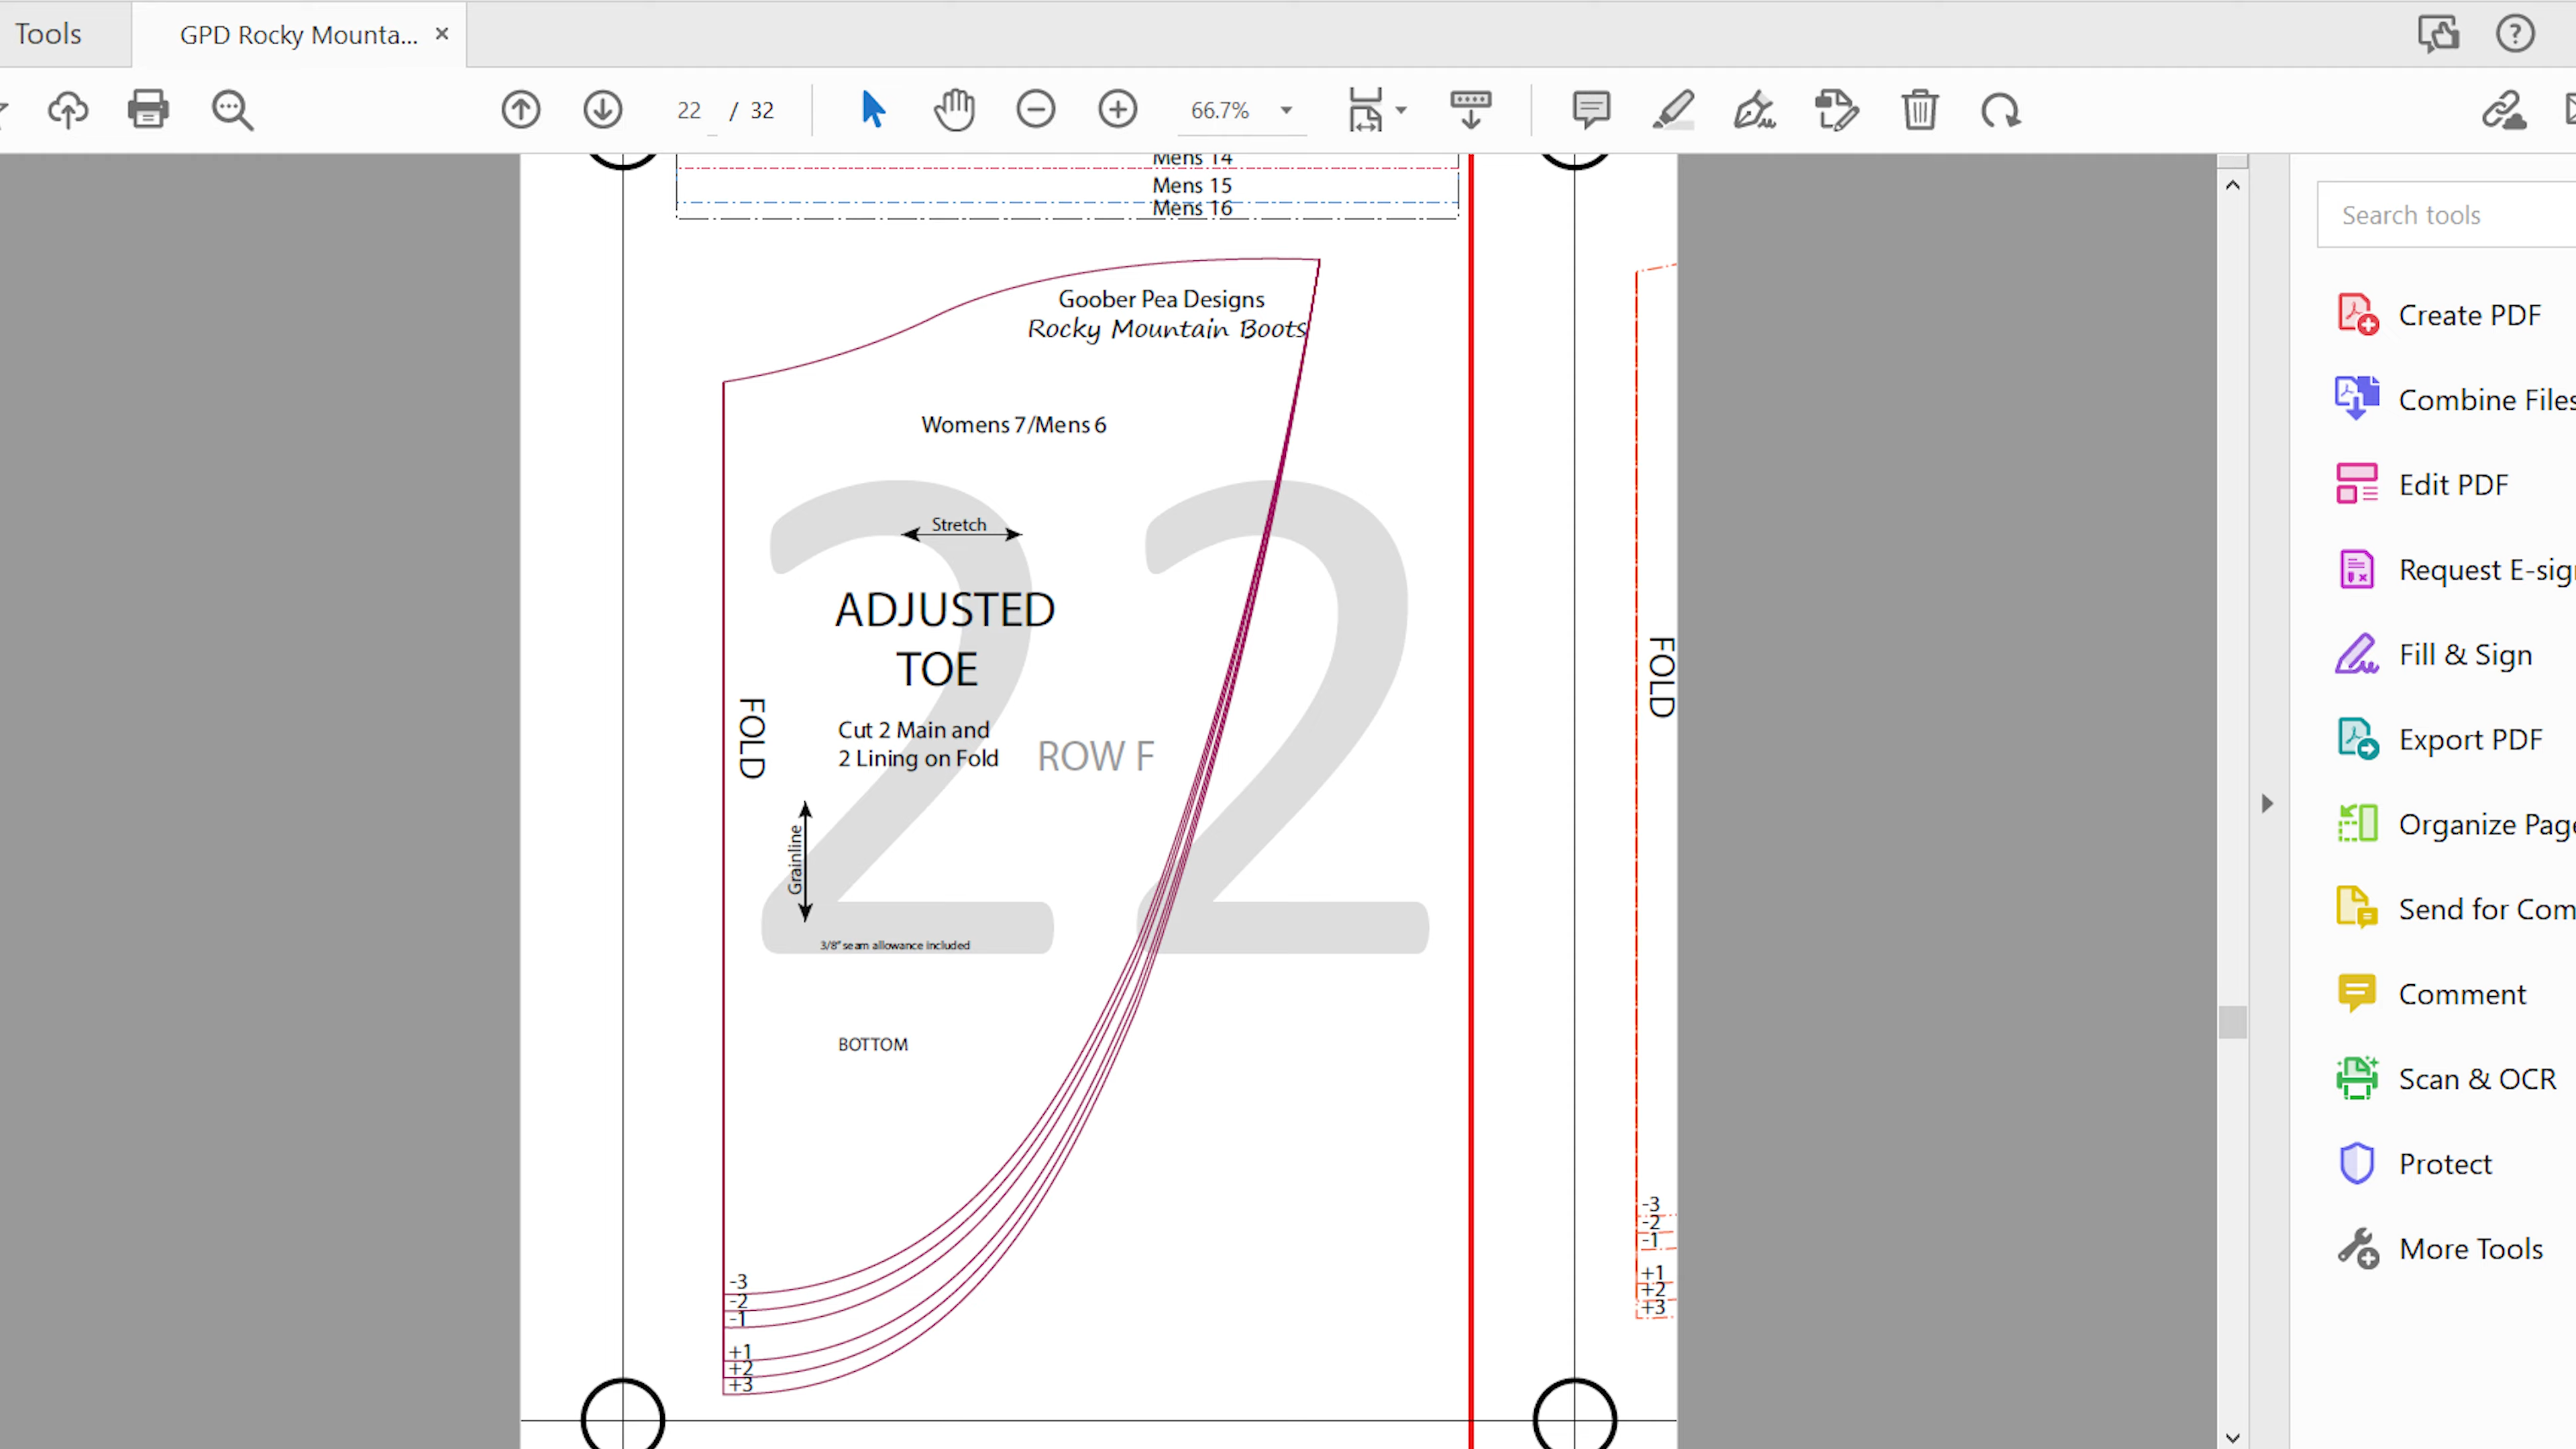 Tools
GPD Rocky Mounta...
22 / 32
66.7%
Search tools
Create PDF
Combine Files
Edit PDF
Request E-sig
Fill & Sign
Export PDF
Organize Page
Send for Com
Comment
Scan & OCR
Protect
More Tools
Mens 14
Mens 15
Mens 16
Goober Pea Designs
Rocky Mountain Boots
Womens 7/Mens 6
22
Stretch
ADJUSTED
TOE
FOLD
Cut 2 Main and
2 Lining on Fold
ROW F
Grainline
3/8" seam allowance included
BOTTOM
-3
-2
-1
+1
+2
+3
FOLD
-3
-2
-1
+1
+2
+3